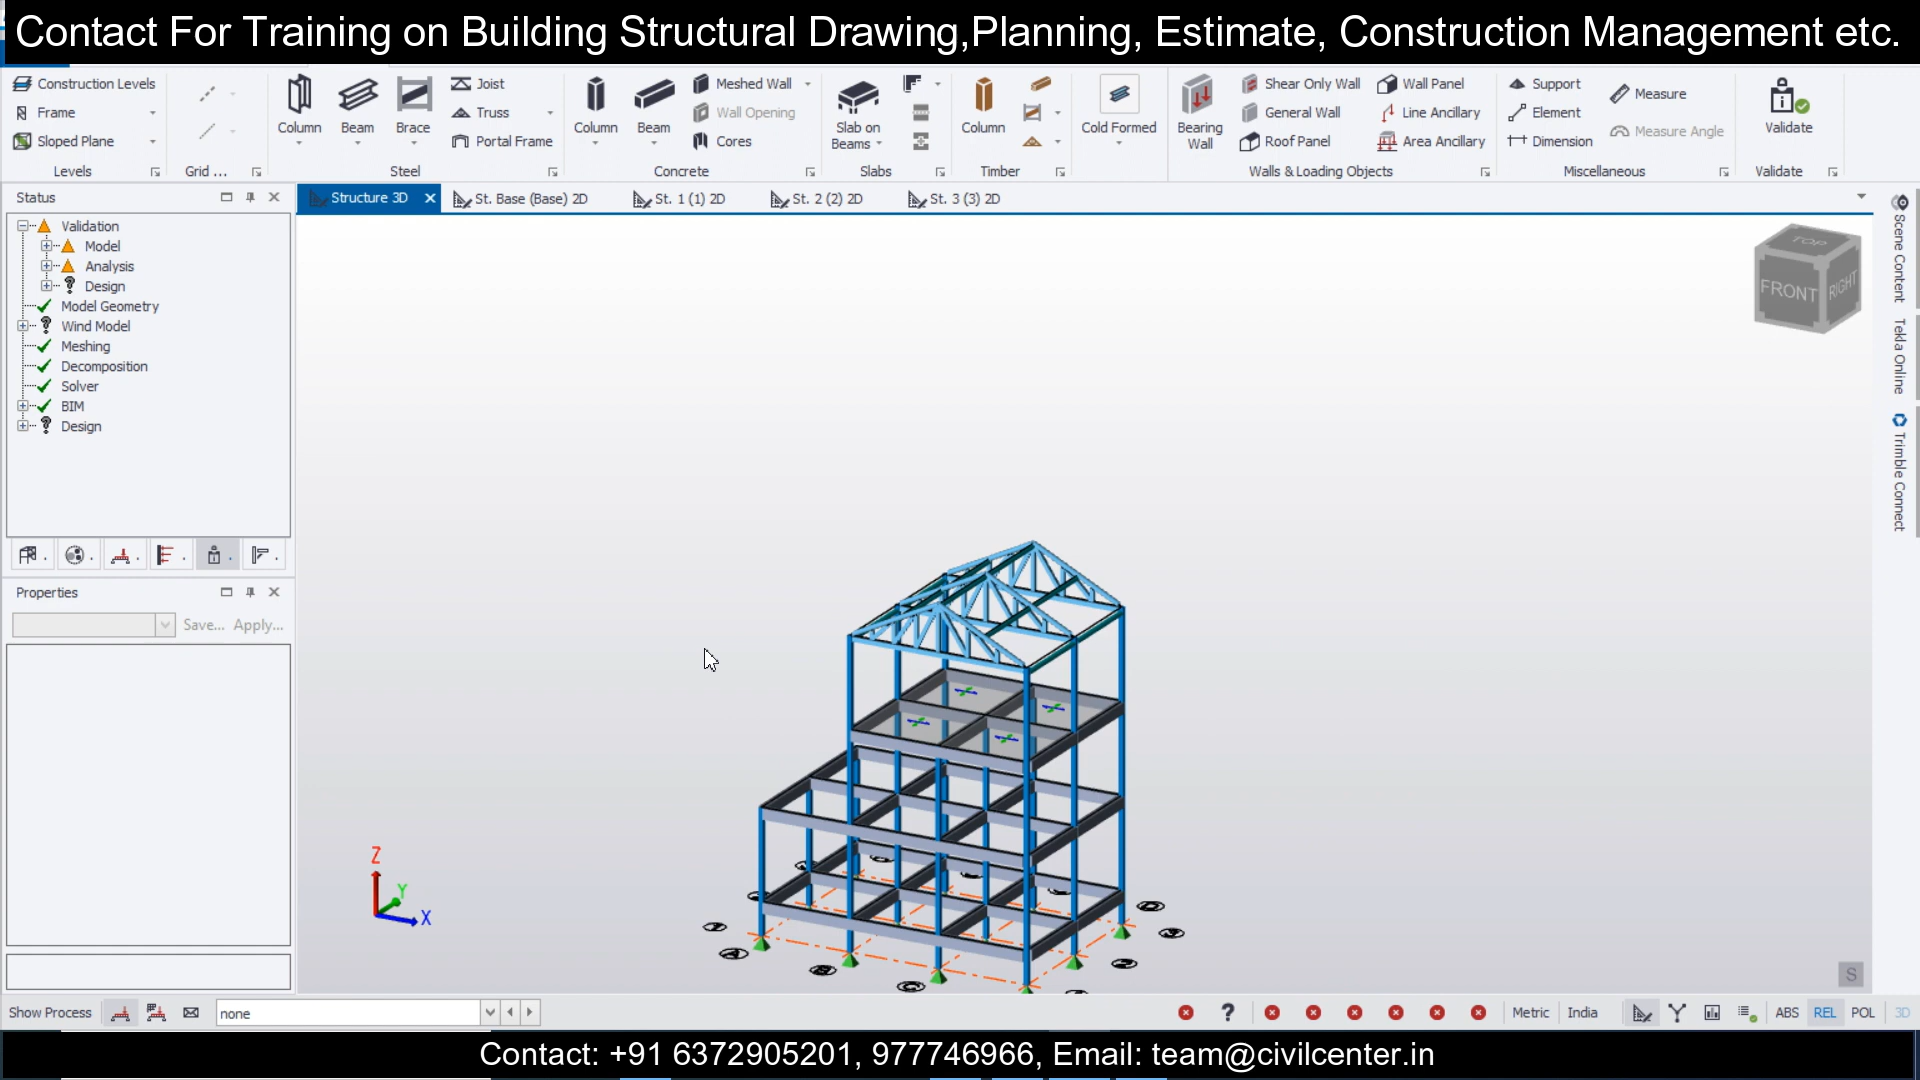 Contact For Training on Building Structural Drawing,Planning, Estimate, Construction Management etc.
Construction Levels
Frame
Sloped Plane
Levels
Grid ...
Column
Beam
Brace
Joist
Truss
Portal Frame
Steel
Column
Beam
Meshed Wall
Wall Opening
Cores
Concrete
Slab on
Beams
Slabs
Column
Timber
Cold Formed
Bearing
Wall
Shear Only Wall
General Wall
Roof Panel
Wall Panel
Line Ancillary
Area Ancillary
Walls & Loading Objects
Support
Element
Dimension
Measure
Measure Angle
Miscellaneous
Validate
Validate
Status
Validation
Model
Analysis
Design
Model Geometry
Wind Model
Meshing
Decomposition
Solver
BIM
Design
Properties
Save... Apply...
Structure 3D
St. Base (Base) 2D
St. 1 (1) 2D
St. 2 (2) 2D
St. 3 (3) 2D
TOP
FRONT
RIGHT
Scene Content
Tekla Online
Trimble Connect
Z
Y
X
A
B
C
S
Show Process
none
Metric
India
ABS
REL
POL
3D
Contact: +91 6372905201, 977746966, Email: team@civilcenter.in